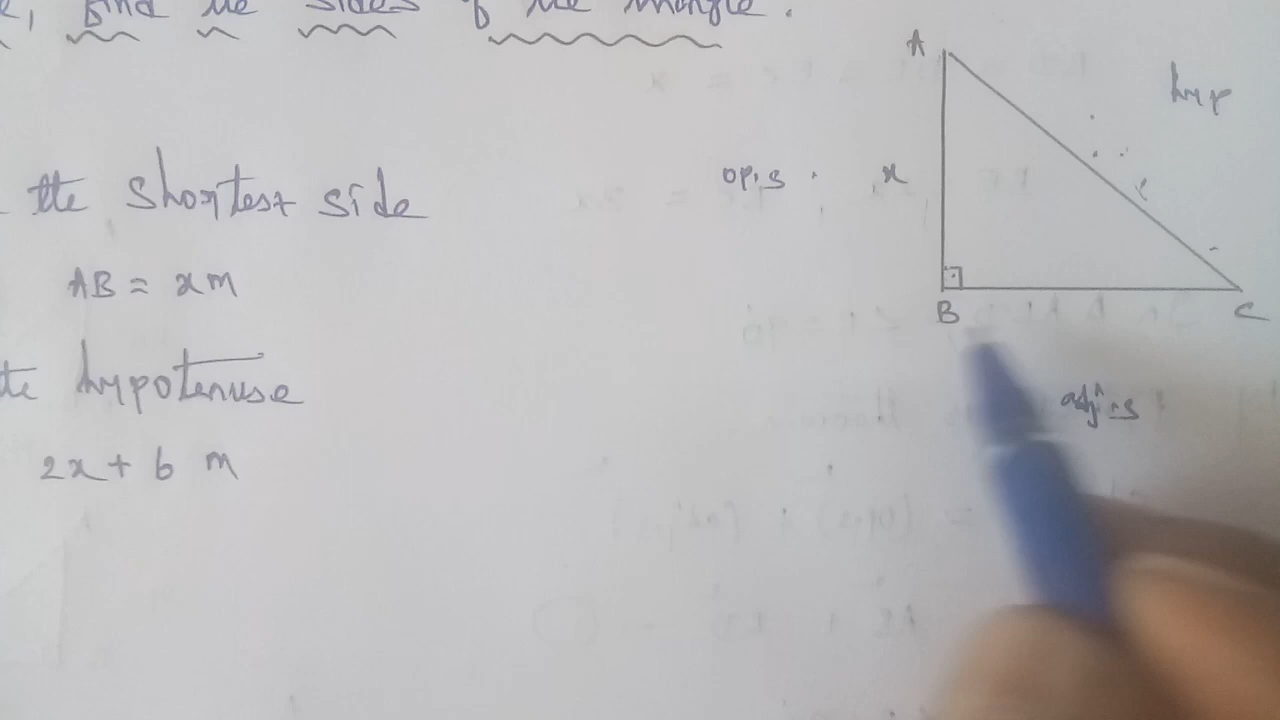 find the sides of the triangle.
the shortest side
AB = x m
the hypotenuse
2x + 6 m
A
hyp
op.s
x
B
C
adj.s